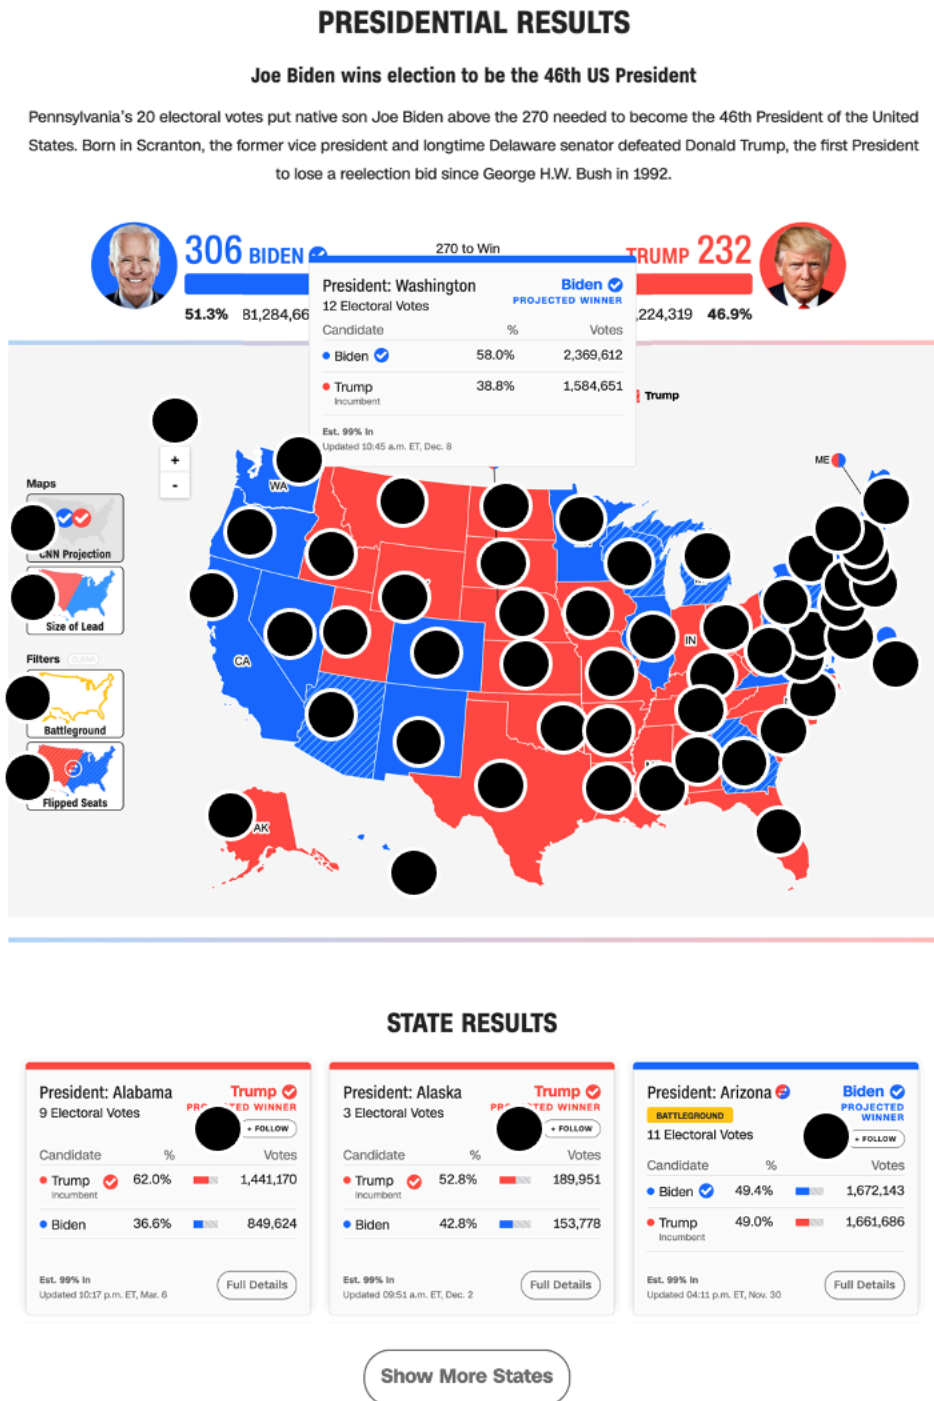 PRESIDENTIAL RESULTS
Joe Biden wins election to be the 46th US President
Pennsylvania's 20 electoral votes put native son Joe Biden above the 270 needed to become the 46th President of the United
States. Born in Scranton, the former vice president and longtime Delaware senator defeated Donald Trump, the first President
to lose a reelection bid since George H.W. Bush in 1992.
306 BIDEN 270 to Win TRUMP 232
51.3% 81,284,66 ,224,319 46.9%
President: Washington Biden
12 Electoral Votes PROJECTED WINNER
Candidate % Votes
Biden 58.0% 2,369,612
Trump 38.8% 1,584,651
Incumbent
Est. 99% In
Updated 10:45 a.m. ET, Dec. 8
Trump
+
-
ME
WA
Maps
CNN Projection
Size of Lead
IN
Filters CLEAR
CA
Battleground
Flipped Seats
AK
STATE RESULTS
President: Alabama Trump
9 Electoral Votes WINNER
+ FOLLOW
Candidate % Votes
Trump 62.0% 1,441,170
Incumbent
Biden 36.6% 849,624
Est. 99% In
Updated 10:17 p.m. ET, Mar. 6
Full Details
President: Alaska Trump
3 Electoral Votes WINNER
+ FOLLOW
Candidate % Votes
Trump 52.8% 189,951
Incumbent
Biden 42.8% 153,778
Est. 99% In
Updated 09:51 a.m. ET, Dec. 2
Full Details
President: Arizona Biden
BATTLEGROUND PROJECTED
WINNER
11 Electoral Votes + FOLLOW
Candidate % Votes
Biden 49.4% 1,672,143
Trump 49.0% 1,661,686
Incumbent
Est. 99% In
Updated 04:11 p.m. ET, Nov. 30
Full Details
Show More States